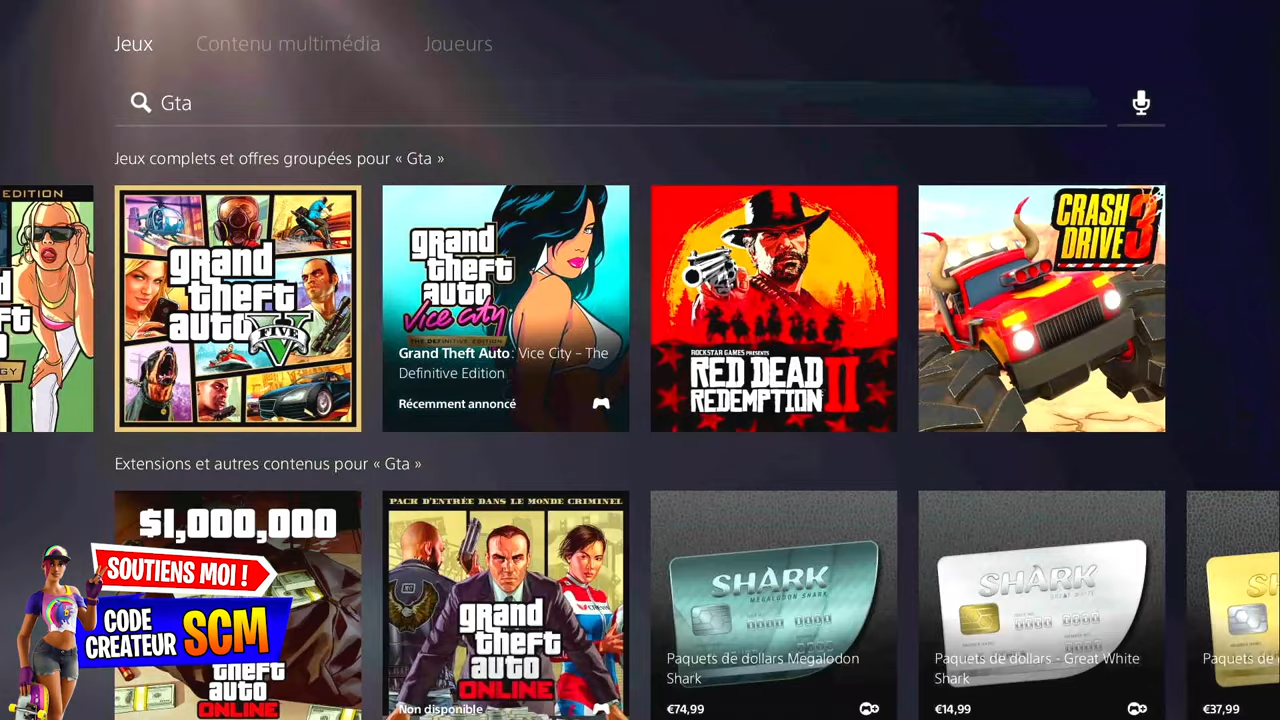 Jeux
Contenu multimédia
Joueurs
Gta
Jeux complets et offres groupées pour « Gta »
EDITION
GY
grand
theft
auto
FIVE
grand
theft
auto
Vice City
THE DEFINITIVE EDITION
Grand Theft Auto: Vice City – The
Definitive Edition
Récemment annoncé
ROCKSTAR GAMES PRESENTS
RED DEAD
REDEMPTION II
CRASH
DRIVE 3
Extensions et autres contenus pour « Gta »
$1,000,000
theft
auto
ONLINE
PACK D'ENTRÉE DANS LE MONDE CRIMINEL
grand
theft
auto
ONLINE
Non disponible
SHARK
MEGALODON SHARK
Paquets de dollars Megalodon
Shark
€74,99
SHARK
GREAT WHITE
Paquets de dollars - Great White
Shark
€14,99
Paquets de d
€37,99
SOUTIENS MOI !
CODE
CREATEUR SCM